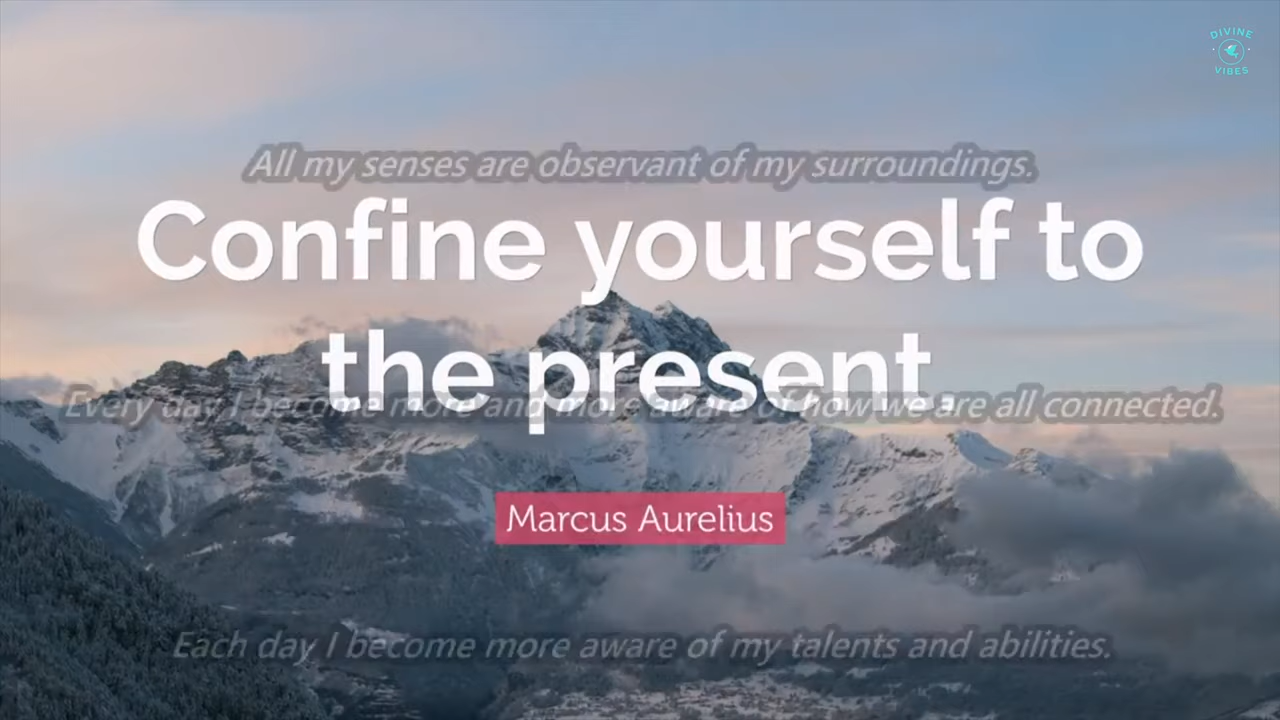 DIVINE
VIBES
All my senses are observant of my surroundings.
Confine yourself to
the present.
Every day I become more and more aware of how we are all connected.
Marcus Aurelius
Each day I become more aware of my talents and abilities.